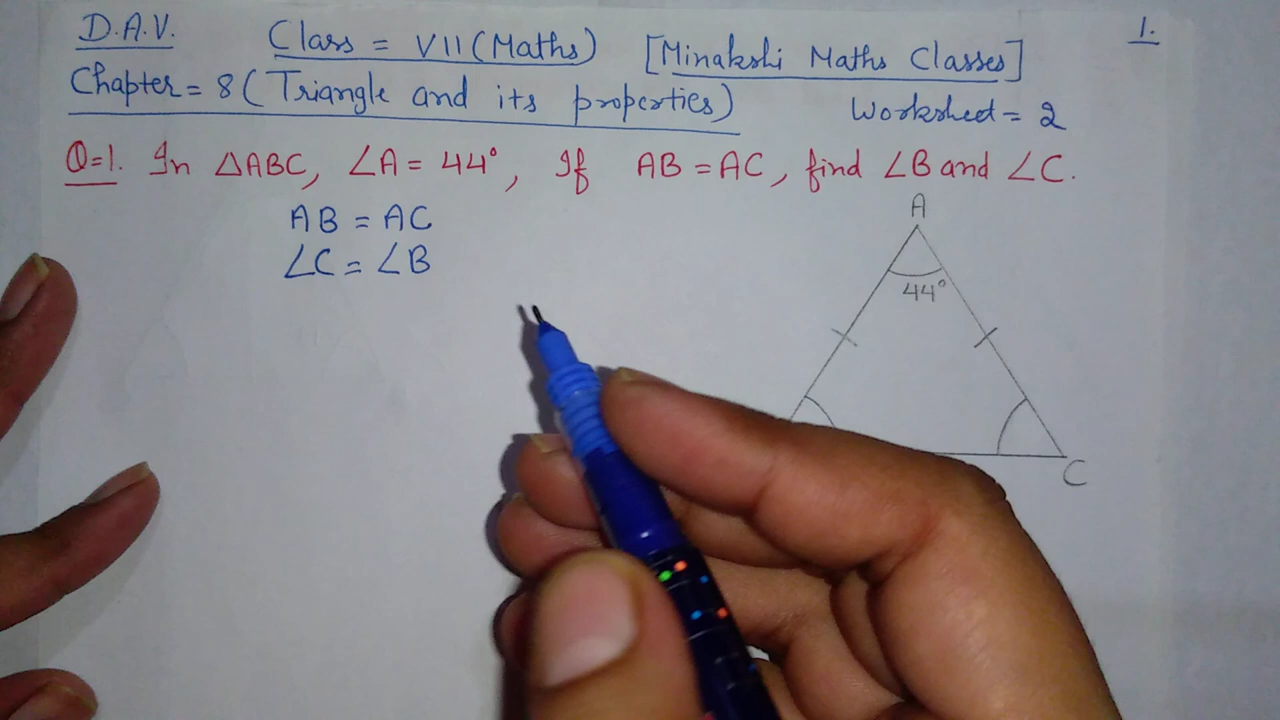 D.A.V. Class = VII (Maths) [Minakshi Maths Classes] 1.
Chapter = 8 (Triangle and its properties) Worksheet = 2
Q=1. In △ABC, ∠A = 44°, If AB = AC, find ∠B and ∠C.
AB = AC
∠C = ∠B
A
44°
C